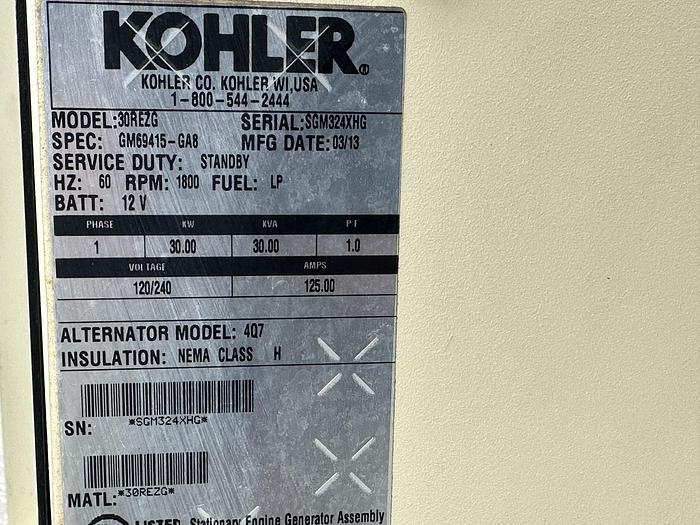 KOHLER®
KOHLER CO. KOHLER WI, USA
1-800-544-2444
MODEL: 30REZG SERIAL: SGM324XHG
SPEC: GM69415-GA8 MFG DATE: 03/13
SERVICE DUTY: STANDBY
HZ: 60 RPM: 1800 FUEL: LP
BATT: 12 V
PHASE KW KVA PF
1 30.00 30.00 1.0
VOLTAGE AMPS
120/240 125.00
ALTERNATOR MODEL: 4Q7
INSULATION: NEMA CLASS H
*SGM324XHG*
SN:
*30REZG*
MATL:
LISTED Stationary Engine Generator Assembly